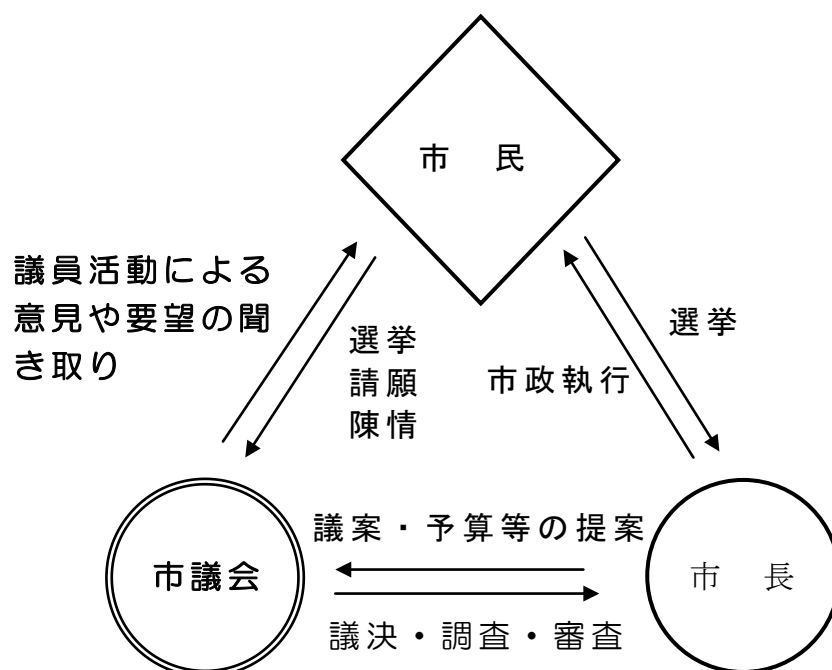 市　民
議員活動による
意見や要望の聞
き取り
選挙
請願
陳情
選挙
市政執行
議案・予算等の提案
市議会
市　長
議決・調査・審査